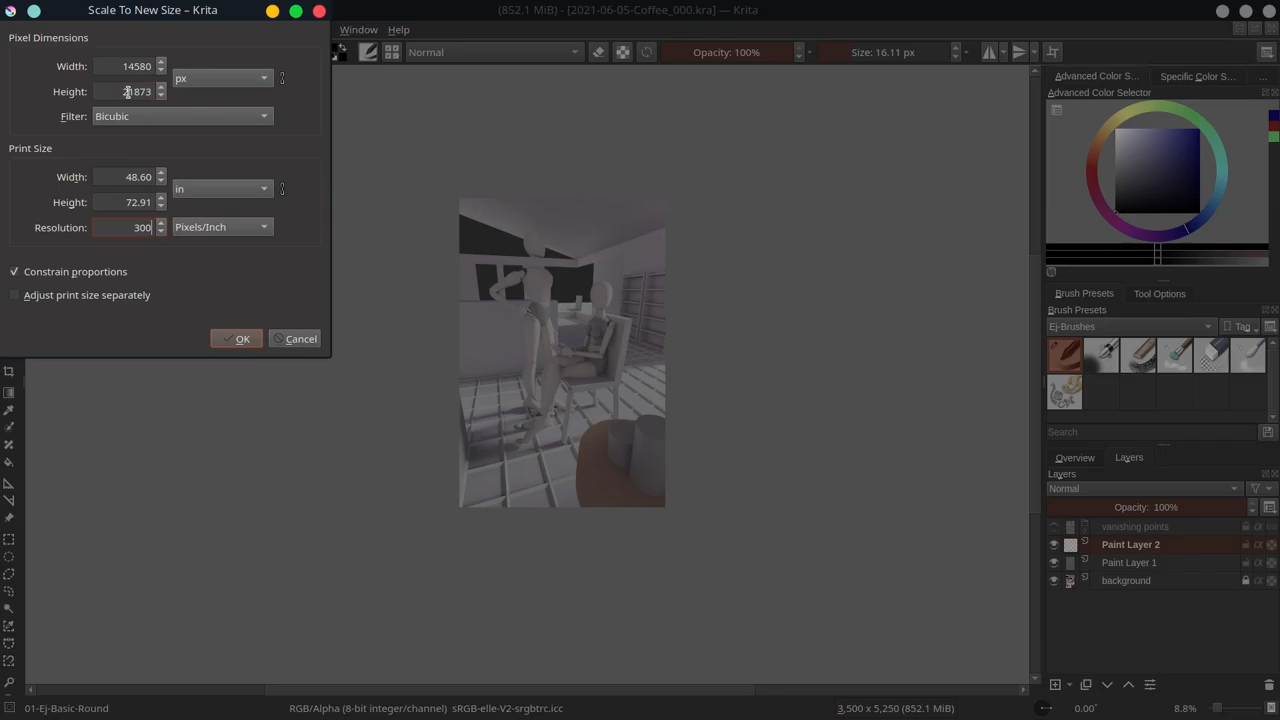 Scale To New Size – Krita
(852.1 MiB) - [2021-06-05-Coffee_000.kra] — Krita
Window Help
Normal
Opacity: 100%
Size: 16.11 px
Pixel Dimensions
Width: 14580
px
Height: 21873
Filter: Bicubic
Print Size
Width: 48.60
in
Height: 72.91
Resolution: 300
Pixels/Inch
Constrain proportions
Adjust print size separately
OK
Cancel
Advanced Color S...
Specific Color S...
...
Advanced Color Selector
Brush Presets
Tool Options
Brush Presets
Ej-Brushes
Tag
Search
Overview
Layers
Layers
Normal
Opacity: 100%
vanishing points
Paint Layer 2
Paint Layer 1
background
01-Ej-Basic-Round
RGB/Alpha (8-bit integer/channel) sRGB-elle-V2-srgbtrc.icc
3,500 x 5,250 (852.1 MiB)
0.00°
8.8%